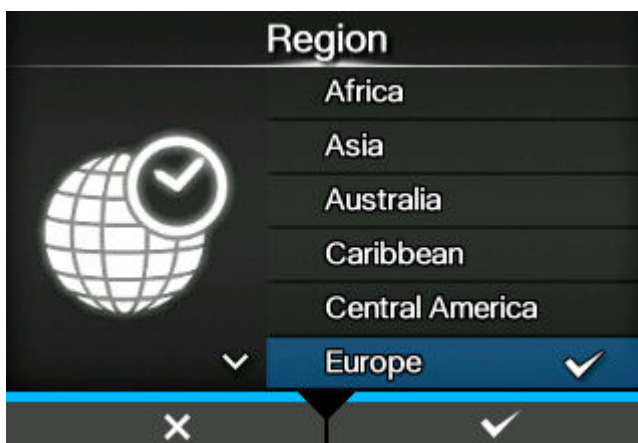 Region
Africa
Asia
Australia
Caribbean
Central America
Europe